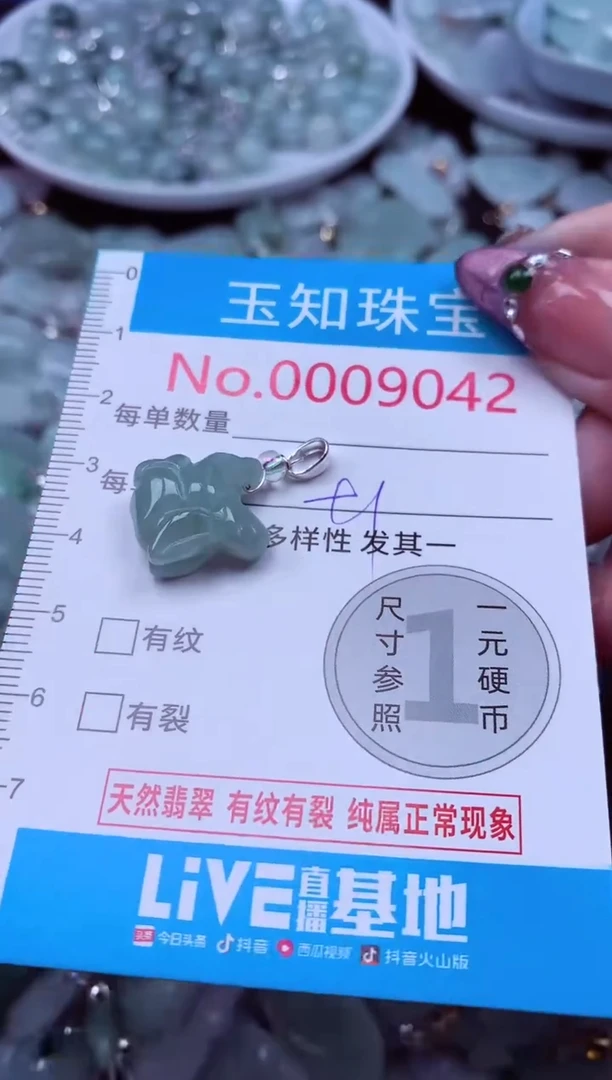 玉知珠宝
No.0009042
每单数量
每
多样性 发其一
有纹
有裂
0
1
2
3
4
5
6
7
尺寸参照
1
一元硬币
天然翡翠 有纹有裂 纯属正常现象
LiVE直播基地
头条 今日头条 抖音 西瓜视频 抖音火山版